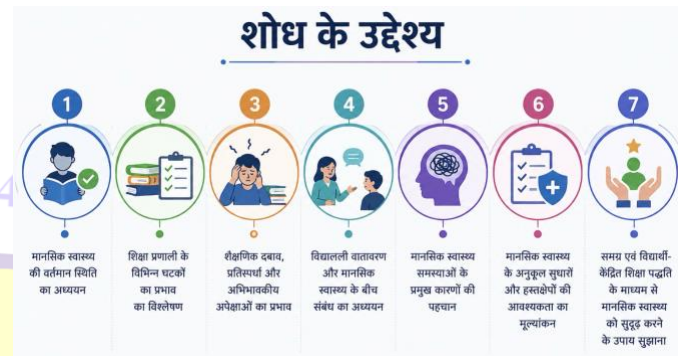 शोध के उद्देश्य
1
मानसिक स्वास्थ्य
की वर्तमान स्थिति
का अध्ययन
2
शिक्षा प्रणाली के
विभिन्न घटकों
का प्रभाव
का विश्लेषण
3
शैक्षणिक दबाव,
प्रतिस्पर्धा और
अभिभावकीय
अपेक्षाओं का प्रभाव
4
विद्यालली वातावरण
और मानसिक
स्वास्थ्य के बीच
संबंध का अध्ययन
5
मानसिक स्वास्थ्य
समस्याओं के
प्रमुख कारणों की
पहचान
6
मानसिक स्वास्थ्य
के अनुकूल सुधारों
और हस्तक्षेपों की
आवश्यकता का
मूल्यांकन
7
समग्र एवं विद्यार्थी-
केंद्रित शिक्षा पद्धति
के माध्यम से
मानसिक स्वास्थ्य
को सुदृढ़ करने
के उपाय सुझाना